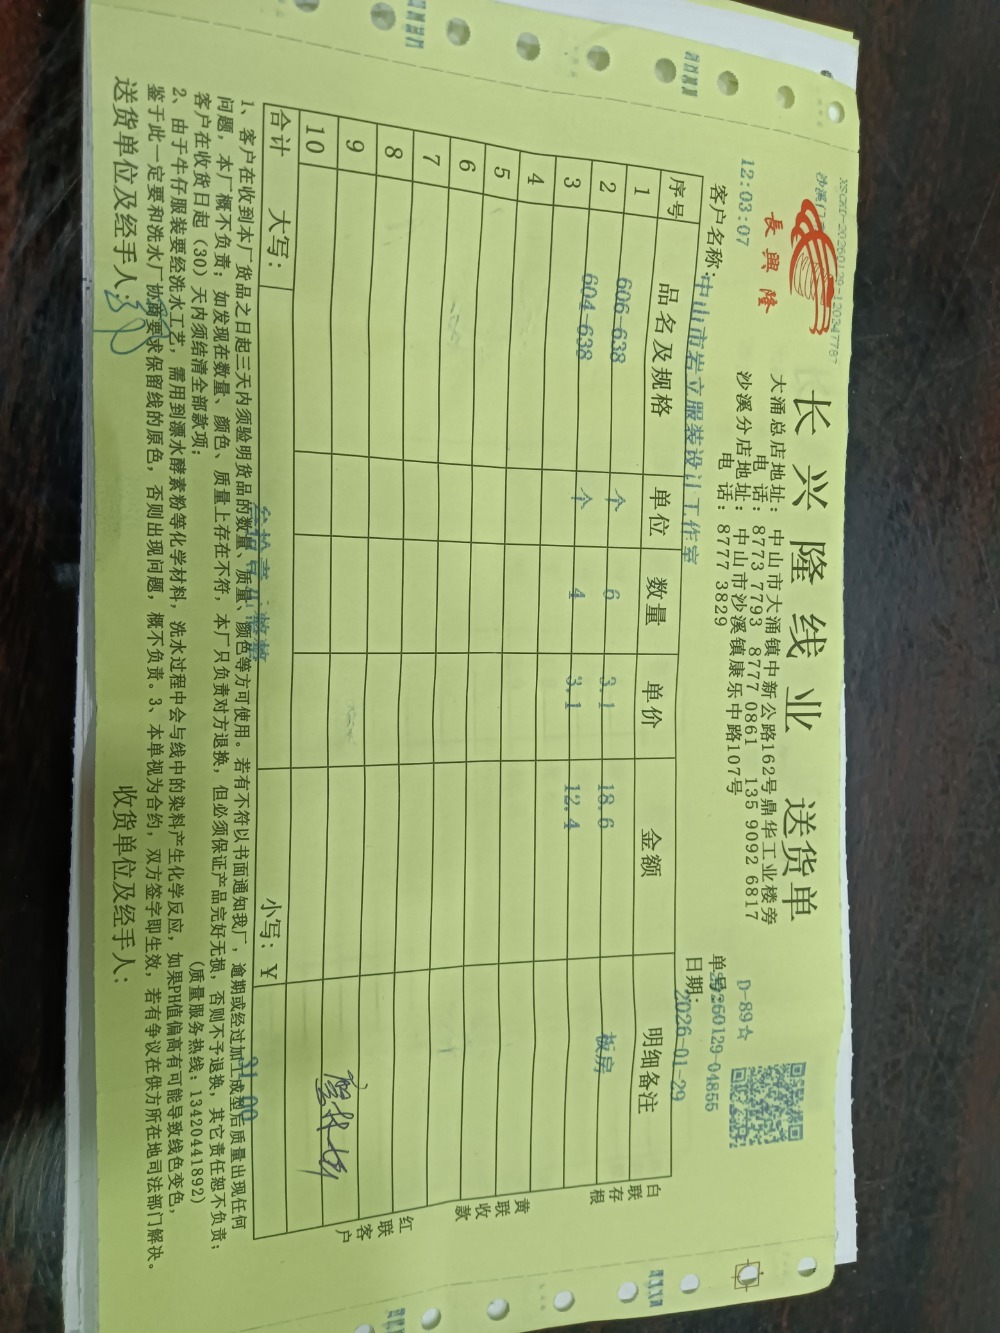 XSCKD-20260129-120347787
12:03:07
長興隆
长兴隆线业 送货单
大涌总店地址：中山市大涌镇中新公路162号鼎华工业楼旁
电 话：8773 7793 8777 0861 135 9092 6817
沙溪分店地址：中山市沙溪镇康乐中路107号
电 话：8777 3829
D-89☆
单号:
260129-04855
日期：2026-01-29
客户名称:中山市岩立服装设计工作室
序号 品名及规格 单位 数量 单价 金额 明细备注
1 606-638 个 6 3.1 18.6 板房
2 604-638 个 4 3.1 12.4
3
4
5
6
7
8
9
10
合计 大写： 小写：¥
31.00
叁拾壹元整
白联存根
黄联收款
红联客户
1、客户在收到本厂货品之日起三天内须验明货品的数量、质量、颜色等方可使用。若有不符以书面通知我厂，逾期或经过加工成型后质量出现任何
问题，本厂概不负责；如发现在数量、颜色、质量上存在不符，本厂只负责对方退换，但必须保证产品完好无损，否则不予退换，其它责任恕不负责；
客户在收货日起（30）天内须结清全部款项； (质量服务热线：13420441892)
2、由于牛仔服装要经洗水工艺，需用到漂水酵素粉等化学材料，洗水过程中会与线中的染料产生化学反应，如果PH值偏高有可能导致线色变色，
鉴于此一定要和洗水厂协商要求保留线的原色，否则出现问题，概不负责。3、本单视为合约，双方签字即生效，若有争议在供方所在地司法部门解决。
送货单位及经手人： 收货单位及经手人：